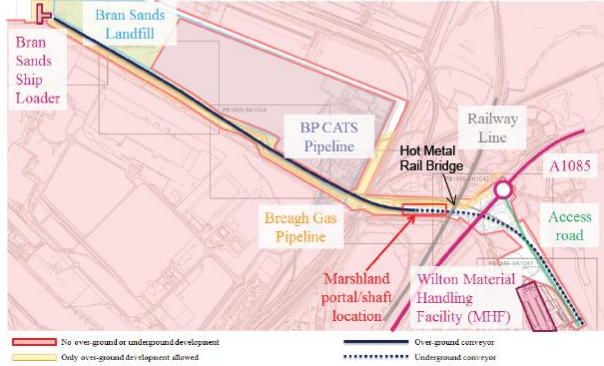 Bran Sands
Landfill
Bran
Sands
Ship
Loader
BP CATS
Pipeline
Railway
Line
Hot Metal
Rail Bridge
A1085
Breagh Gas
Pipeline
Access
road
Marshland
portal/shaft
location
Wilton Material
Handling
Facility (MHF)
No over-ground or underground development
Over-ground conveyor
Only over-ground development allowed
Underground conveyor